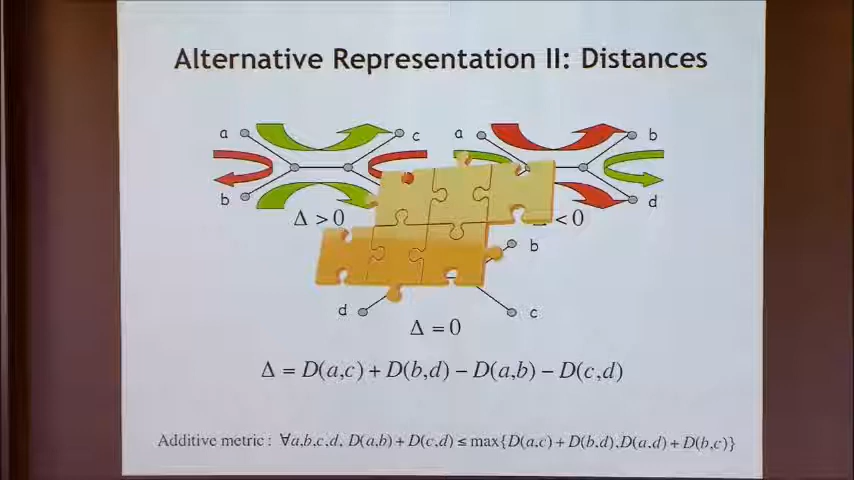 Alternative Representation II: Distances
a c a b
b d
Δ > 0 < 0
b
d c
Δ = 0
Δ = D(a,c) + D(b,d) − D(a,b) − D(c,d)
Additive metric : ∀a,b,c,d, D(a,b) + D(c,d) ≤ max{D(a,c) + D(b,d),D(a,d) + D(b,c)}